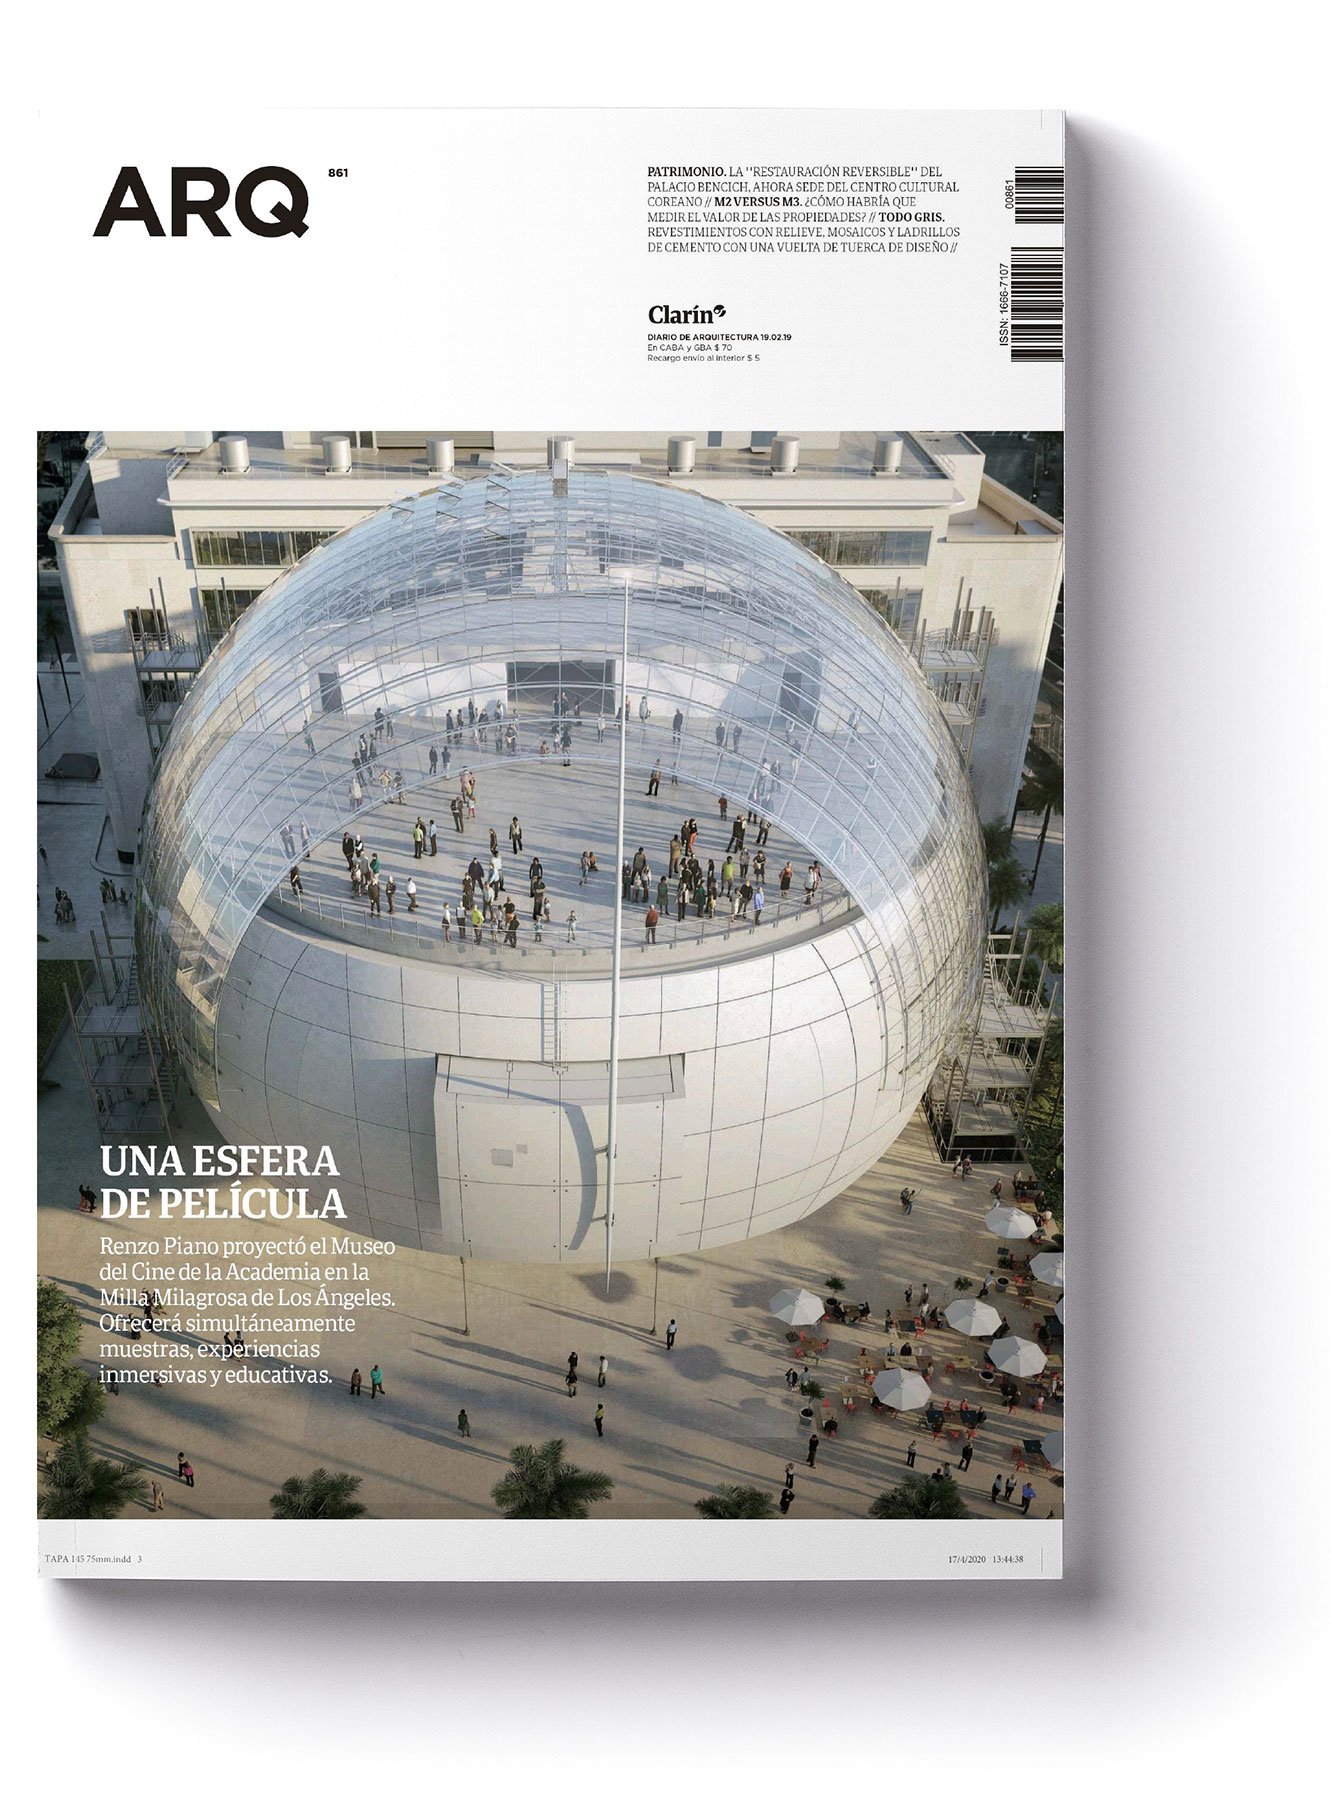 ARQ
861
PATRIMONIO. LA "RESTAURACIÓN REVERSIBLE" DEL
PALACIO BENCICH, AHORA SEDE DEL CENTRO CULTURAL
COREANO // M2 VERSUS M3. ¿CÓMO HABRÍA QUE
MEDIR EL VALOR DE LAS PROPIEDADES? // TODO GRIS.
REVESTIMIENTOS CON RELIEVE, MOSAICOS Y LADRILLOS
DE CEMENTO CON UNA VUELTA DE TUERCA DE DISEÑO //
00861
ISSN: 1666-7107
Clarín
DIARIO DE ARQUITECTURA 19.02.19
En CABA y GBA $ 70
Recargo envío al interior $ 5
UNA ESFERA
DE PELÍCULA
Renzo Piano proyectó el Museo
del Cine de la Academia en la
Milla Milagrosa de Los Ángeles.
Ofrecerá simultáneamente
muestras, experiencias
inmersivas y educativas.
TAPA 145 75mm.indd 3
17/4/2020 13:44:38